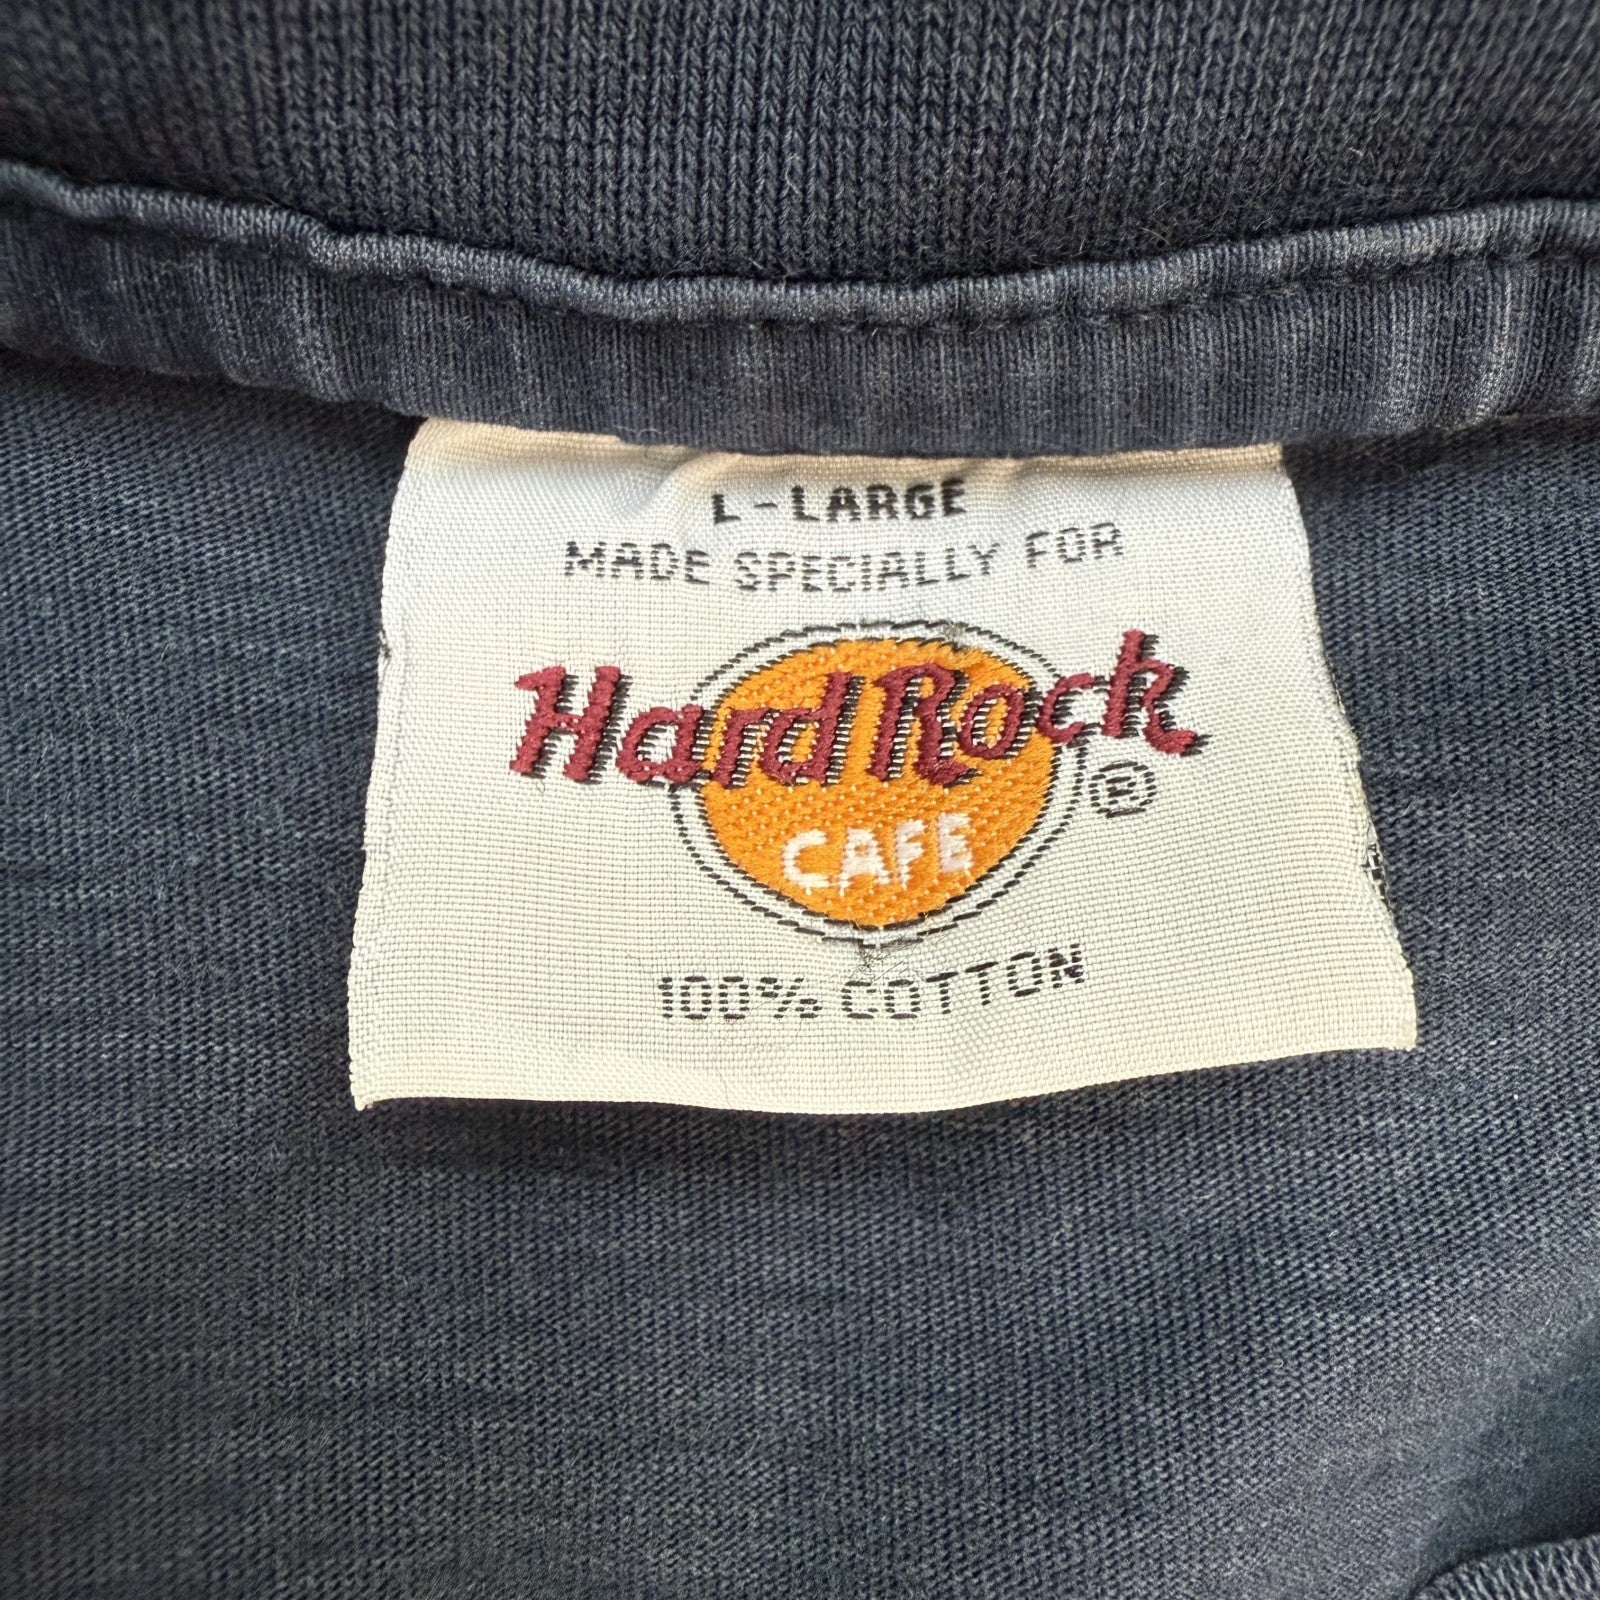 L - LARGE
MADE SPECIALLY FOR
Hard Rock
CAFE
®
100% COTTON